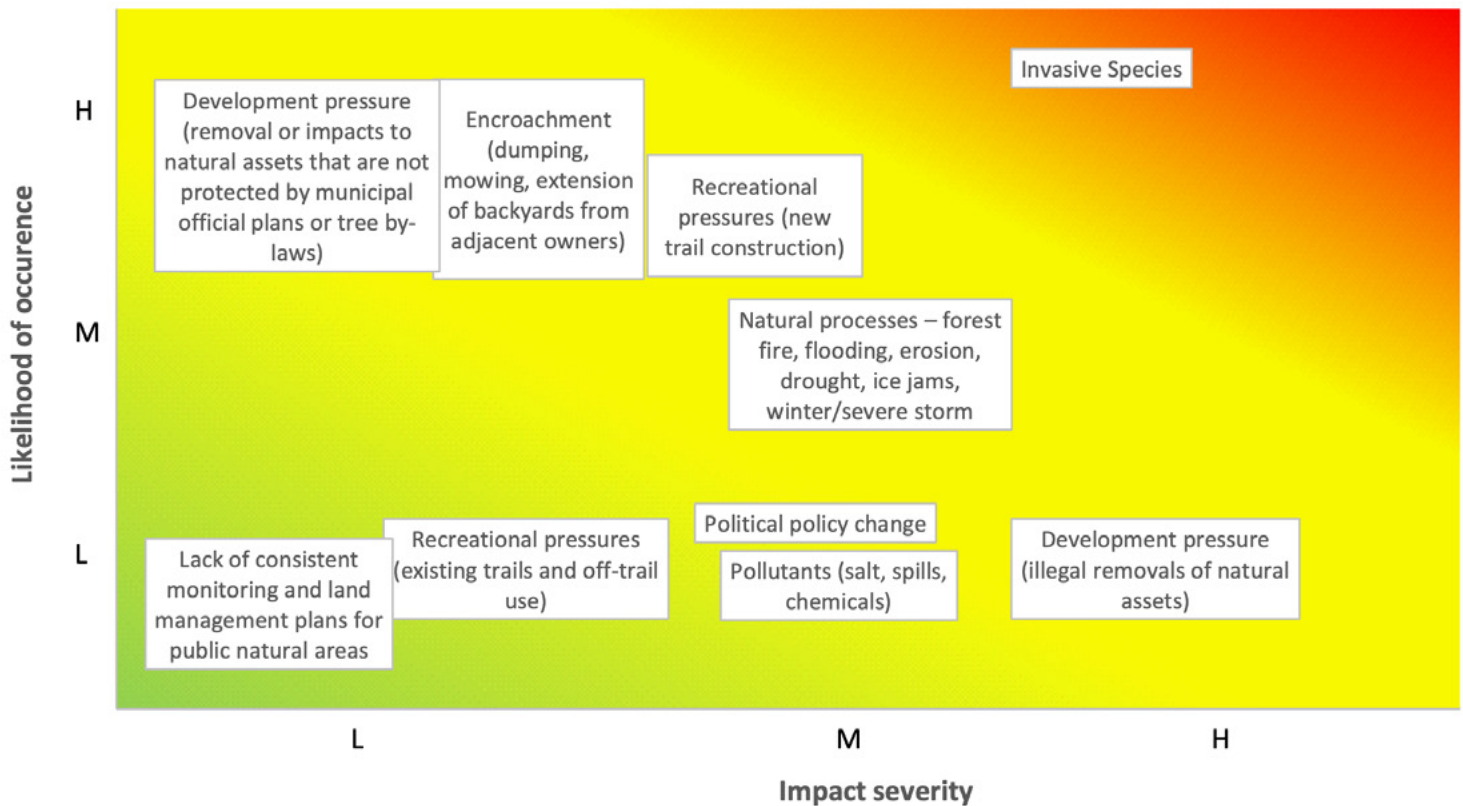 Likelihood of occurence
H
M
L
Development pressure
(removal or impacts to
natural assets that are not
protected by municipal
official plans or tree by-
laws)
Encroachment
(dumping,
mowing, extension
of backyards from
adjacent owners)
Recreational
pressures (new
trail construction)
Invasive Species
Natural processes – forest
fire, flooding, erosion,
drought, ice jams,
winter/severe storm
Lack of consistent
monitoring and land
management plans for
public natural areas
Recreational pressures
(existing trails and off-trail
use)
Political policy change
Pollutants (salt, spills,
chemicals)
Development pressure
(illegal removals of natural
assets)
L
M
H
Impact severity